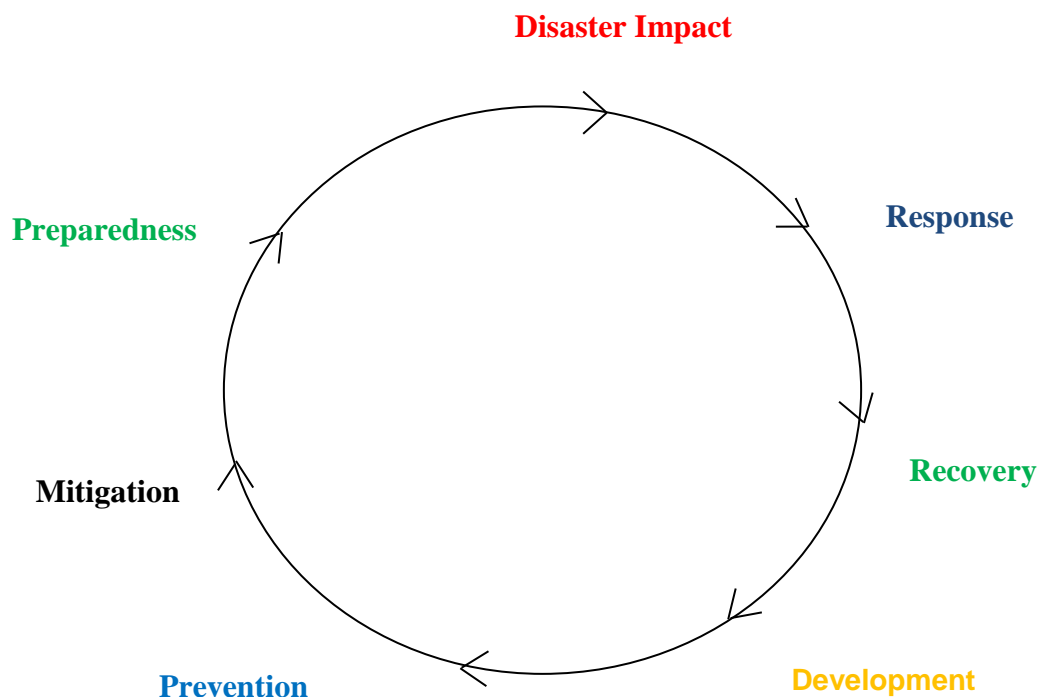 Disaster Impact
Response
Preparedness
Recovery
Mitigation
Development
Prevention